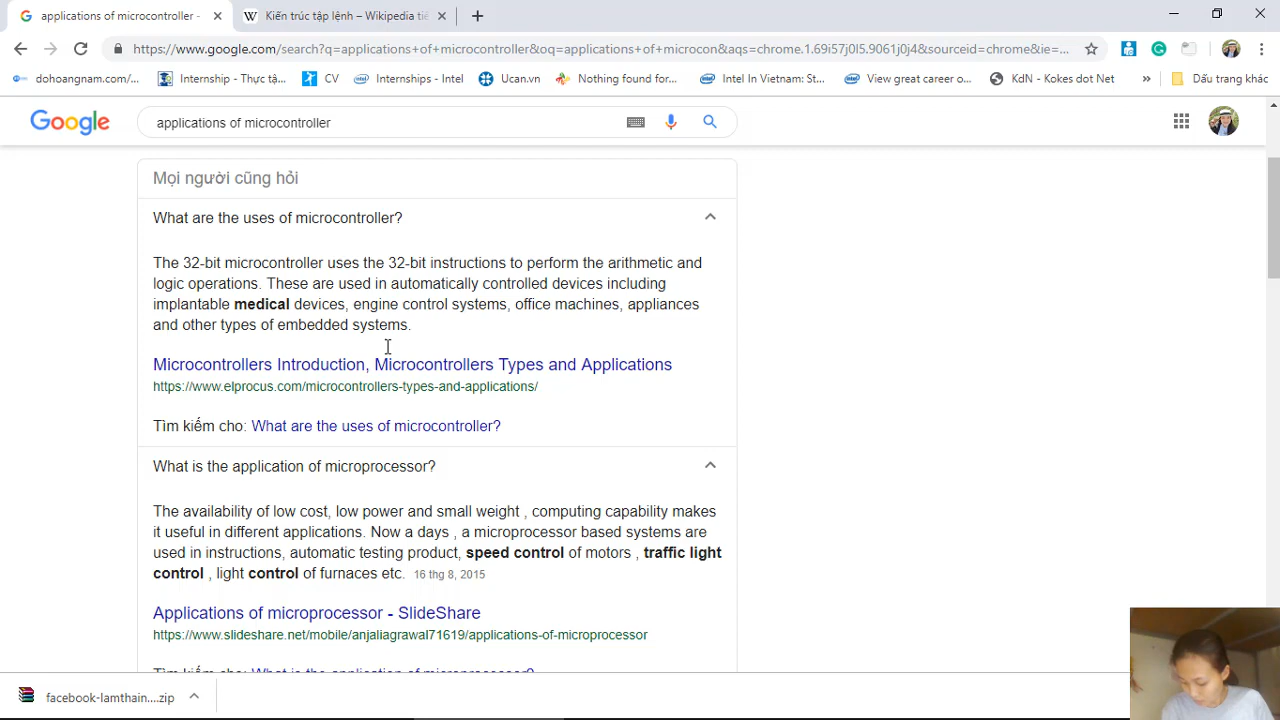 applications of microcontroller -
Kiến trúc tập lệnh – Wikipedia tiế
https://www.google.com/search?q=applications+of+microcontroller&oq=applications+of+microcon&aqs=chrome.1.69i57j0l5.9061j0j4&sourceid=chrome&ie=...
dohoangnam.com/...
Internship - Thực tậ...
CV
Internships - Intel
Ucan.vn
Nothing found for...
Intel In Vietnam: St...
View great career o...
KdN - Kokes dot Net
»
Dấu trang khác
Google
applications of microcontroller
Mọi người cũng hỏi
What are the uses of microcontroller?
The 32-bit microcontroller uses the 32-bit instructions to perform the arithmetic and
logic operations. These are used in automatically controlled devices including
implantable medical devices, engine control systems, office machines, appliances
and other types of embedded systems.
Microcontrollers Introduction, Microcontrollers Types and Applications
https://www.elprocus.com/microcontrollers-types-and-applications/
Tìm kiếm cho: What are the uses of microcontroller?
What is the application of microprocessor?
The availability of low cost, low power and small weight , computing capability makes
it useful in different applications. Now a days , a microprocessor based systems are
used in instructions, automatic testing product, speed control of motors , traffic light
control , light control of furnaces etc. 16 thg 8, 2015
Applications of microprocessor - SlideShare
https://www.slideshare.net/mobile/anjaliagrawal71619/applications-of-microprocessor
Tìm kiếm cho: What is the application of microprocessor?
facebook-lamthain....zip